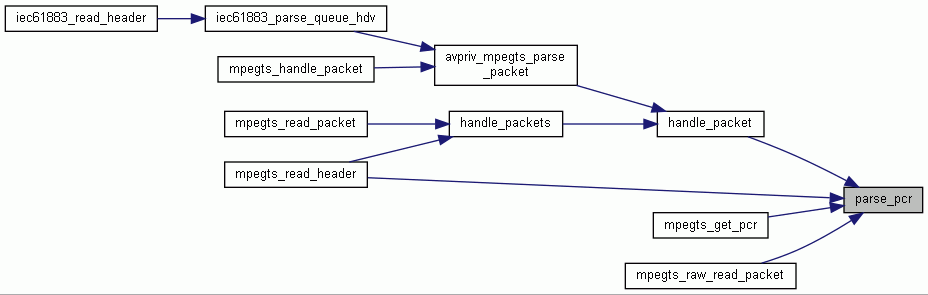 iec61883_read_header
iec61883_parse_queue_hdv
avpriv_mpegts_parse
_packet
mpegts_handle_packet
mpegts_read_packet
handle_packets
handle_packet
mpegts_read_header
parse_pcr
mpegts_get_pcr
mpegts_raw_read_packet